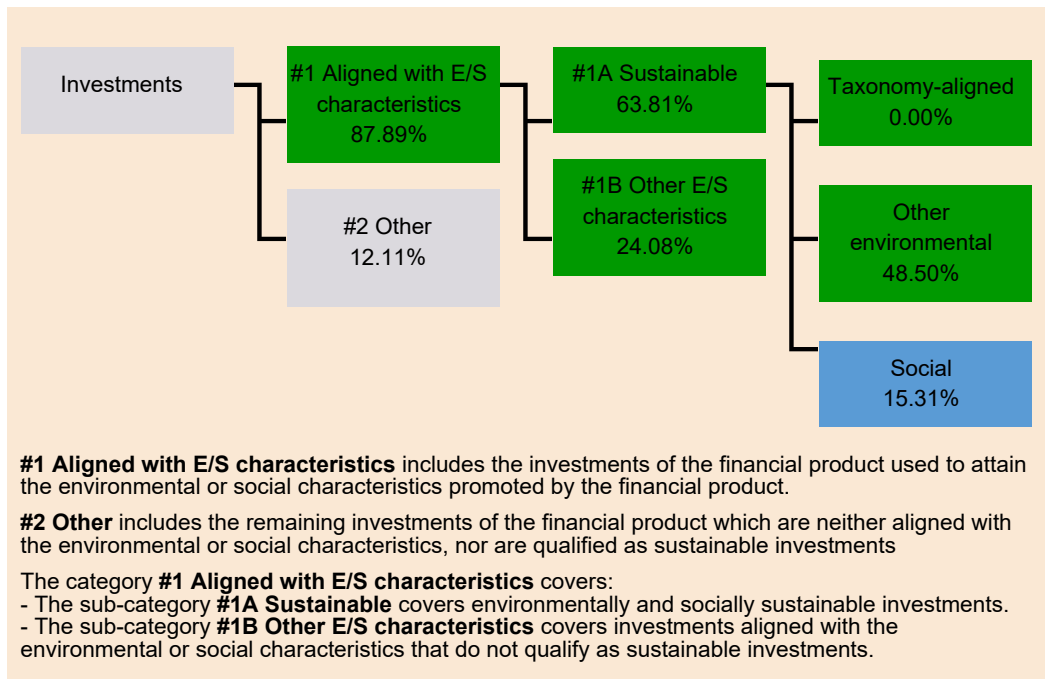 Investments
#1 Aligned with E/S
characteristics
87.89%
#2 Other
12.11%
#1A Sustainable
63.81%
#1B Other E/S
characteristics
24.08%
Taxonomy-aligned
0.00%
Other
environmental
48.50%
Social
15.31%
#1 Aligned with E/S characteristics includes the investments of the financial product used to attain
the environmental or social characteristics promoted by the financial product.
#2 Other includes the remaining investments of the financial product which are neither aligned with
the environmental or social characteristics, nor are qualified as sustainable investments
The category #1 Aligned with E/S characteristics covers:
- The sub-category #1A Sustainable covers environmentally and socially sustainable investments.
- The sub-category #1B Other E/S characteristics covers investments aligned with the
environmental or social characteristics that do not qualify as sustainable investments.